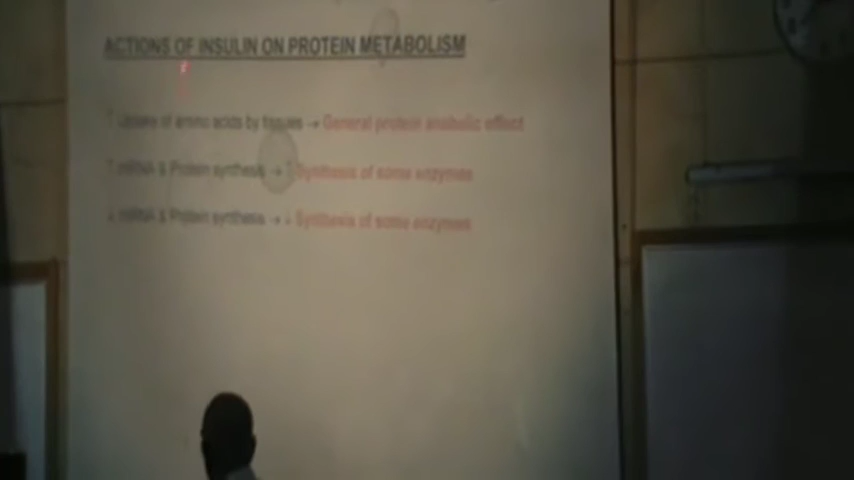 ACTIONS OF INSULIN ON PROTEIN METABOLISM
↑ Uptake of amino acids by tissues → General protein anabolic effect
↑ mRNA & Protein synthesis → ↑ Synthesis of some enzymes
↓ mRNA & Protein synthesis → ↓ Synthesis of some enzymes